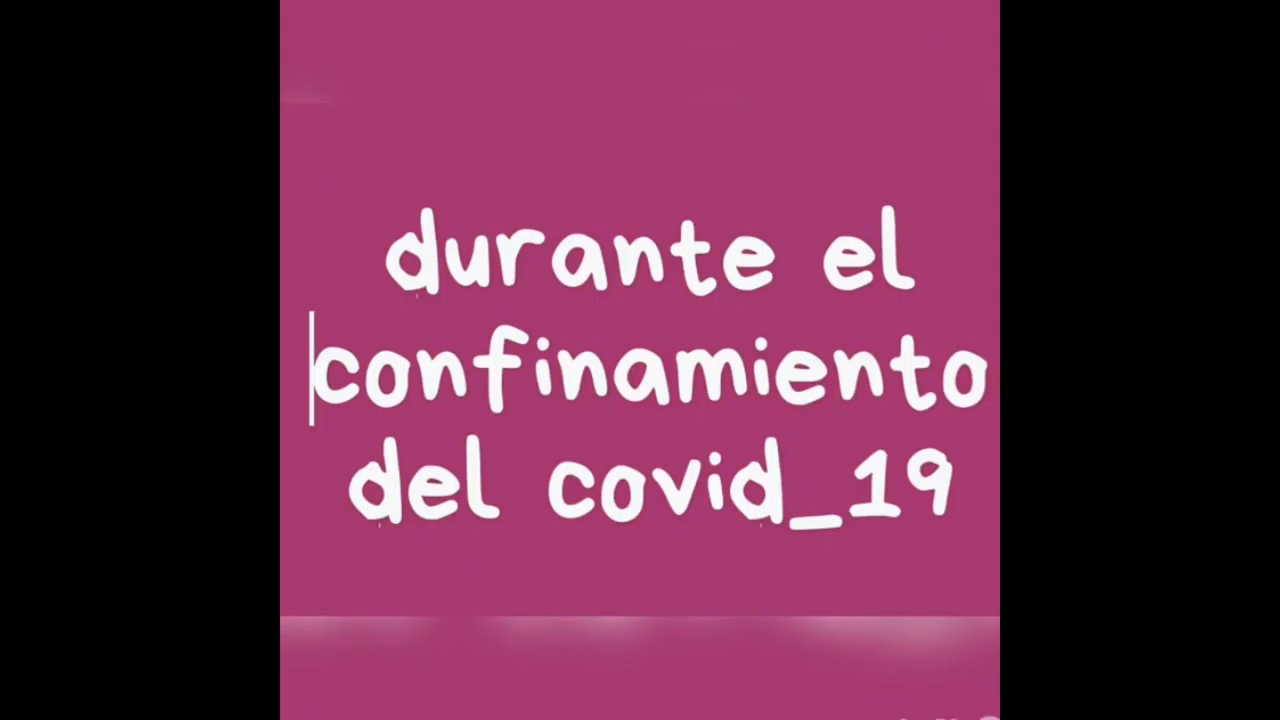 durante el
confinamiento
del covid_19